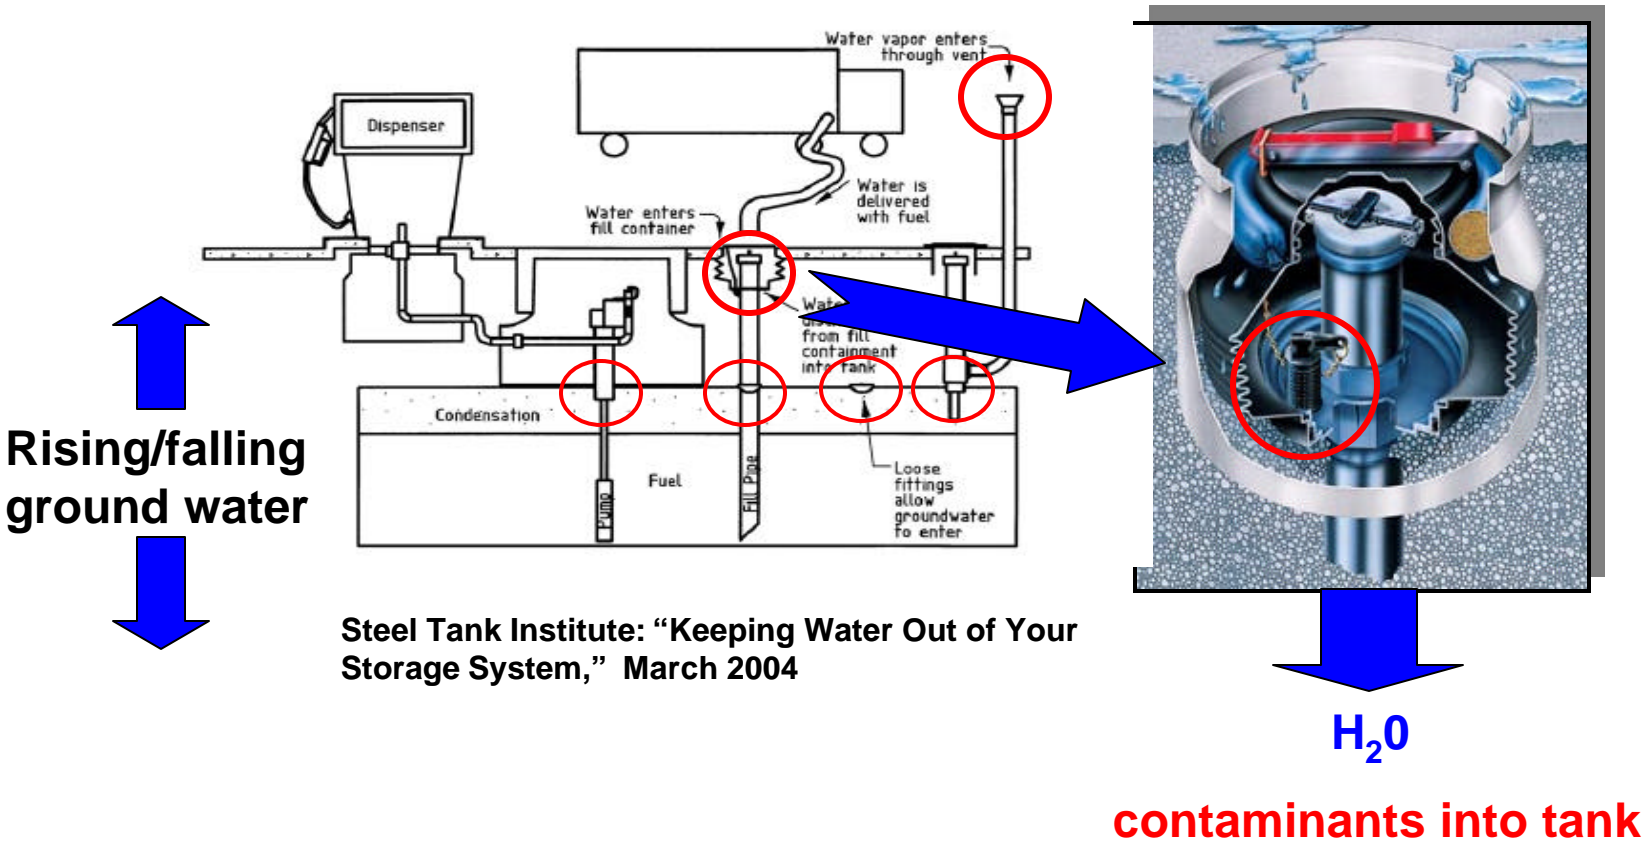 Water vapor enters
through vent
Dispenser
Water is
delivered
with fuel
Water enters
fill container
from fill
containment
into tank
Condensation
Fuel
Pump
Fill Pipe
Loose
fittings
allow
groundwater
to enter
Rising/falling
ground water
Steel Tank Institute: “Keeping Water Out of Your
Storage System,” March 2004
H₂0
contaminants into tank